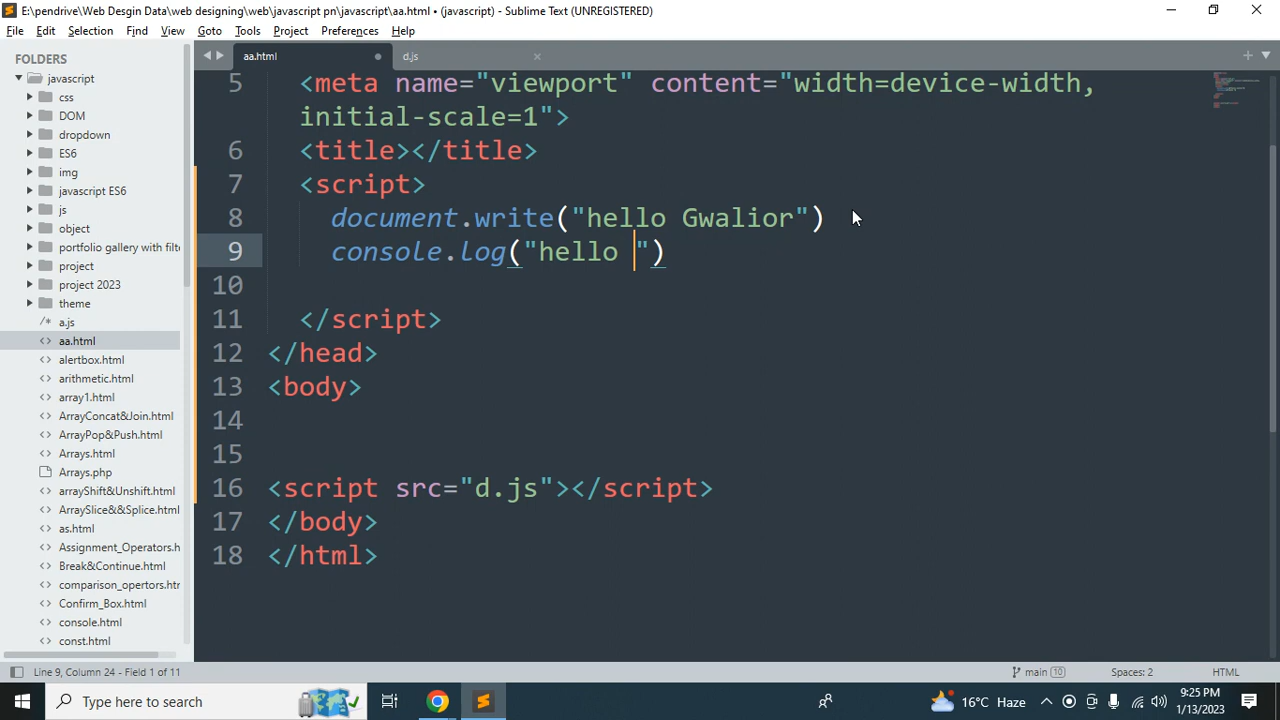 E:\pendrive\Web Desgin Data\web designing\web\javascript pn\javascript\aa.html • (javascript) - Sublime Text (UNREGISTERED)
File Edit Selection Find View Goto Tools Project Preferences Help
FOLDERS
javascript
css
DOM
dropdown
ES6
img
javascript ES6
js
object
portfolio gallery with fi
project
project 2023
theme
a.js
aa.html
alertbox.html
arithmetic.html
array1.html
ArrayConcat&Join.html
ArrayPop&Push.html
Arrays.html
Arrays.php
arrayShift&Unshift.html
ArraySlice&&Splice.html
as.html
Assignment_Operators.h
Break&Continue.html
comparison_opertors.htr
Confirm_Box.html
console.html
const.html
aa.html d.js
5 <meta name="viewport" content="width=device-width,
initial-scale=1">
6 <title></title>
7 <script>
8 document.write("hello Gwalior")
9 console.log("hello ")
10
11 </script>
12 </head>
13 <body>
14
15
16 <script src="d.js"></script>
17 </body>
18 </html>
Line 9, Column 24 - Field 1 of 11 main 10 Spaces: 2 HTML
Type here to search 16°C Haze 9:25 PM
1/13/2023